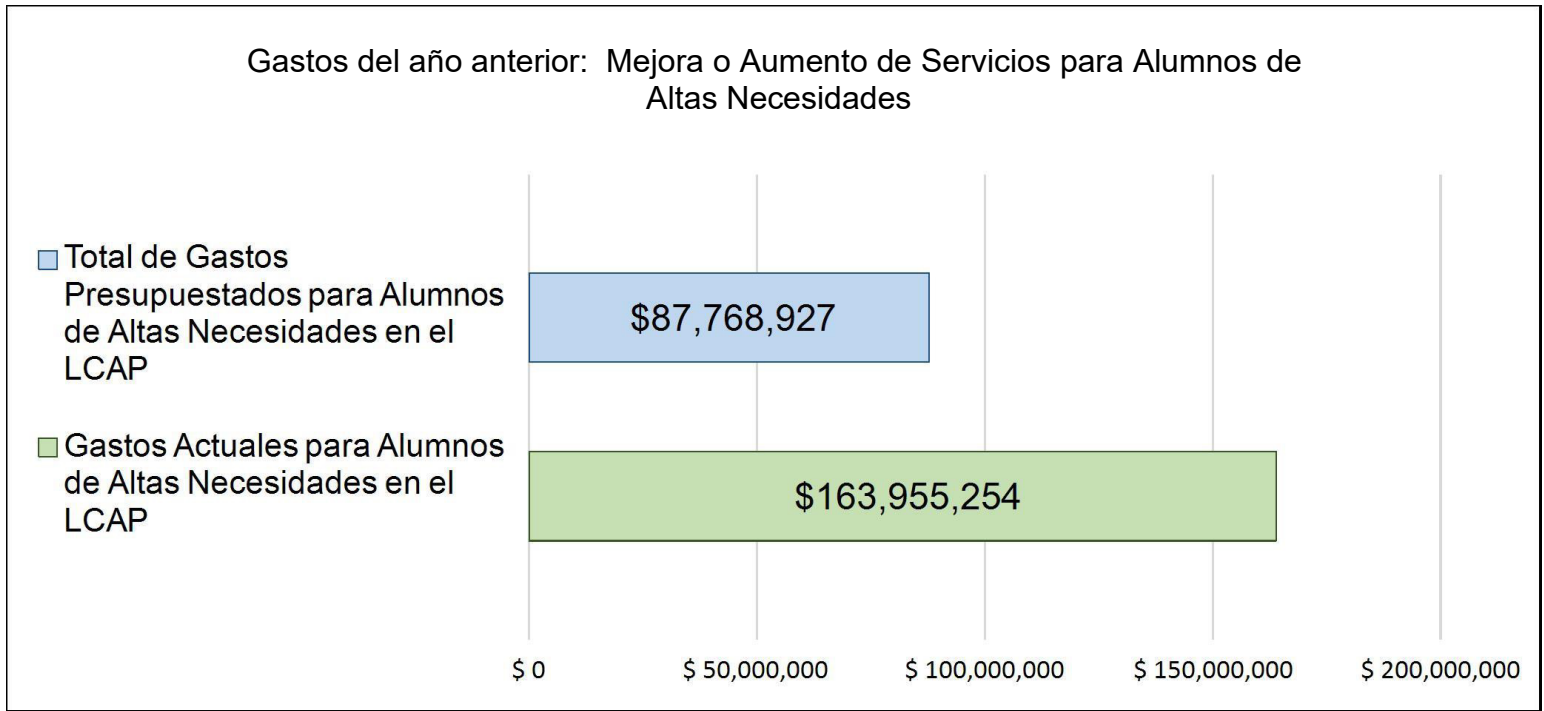 Gastos del año anterior:  Mejora o Aumento de Servicios para Alumnos de
Altas Necesidades
Total de Gastos
Presupuestados para Alumnos
de Altas Necesidades en el
LCAP
$87,768,927
Gastos Actuales para Alumnos
de Altas Necesidades en el
LCAP
$163,955,254
$ 0
$ 50,000,000
$ 100,000,000
$ 150,000,000
$ 200,000,000